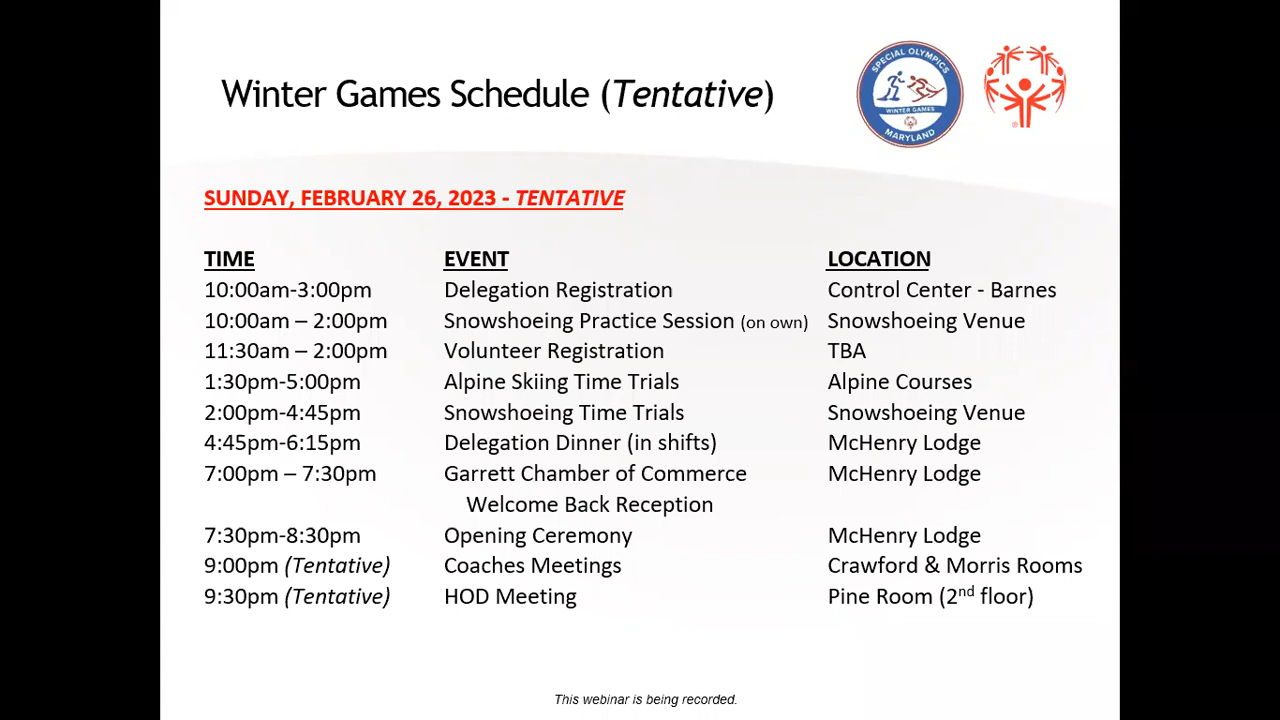 Winter Games Schedule (Tentative)
SPECIAL OLYMPICS
WINTER GAMES
MARYLAND
®
SUNDAY, FEBRUARY 26, 2023 - TENTATIVE
TIME EVENT LOCATION
10:00am-3:00pm Delegation Registration Control Center - Barnes
10:00am – 2:00pm Snowshoeing Practice Session (on own) Snowshoeing Venue
11:30am – 2:00pm Volunteer Registration TBA
1:30pm-5:00pm Alpine Skiing Time Trials Alpine Courses
2:00pm-4:45pm Snowshoeing Time Trials Snowshoeing Venue
4:45pm-6:15pm Delegation Dinner (in shifts) McHenry Lodge
7:00pm – 7:30pm Garrett Chamber of Commerce McHenry Lodge
Welcome Back Reception
7:30pm-8:30pm Opening Ceremony McHenry Lodge
9:00pm (Tentative) Coaches Meetings Crawford & Morris Rooms
9:30pm (Tentative) HOD Meeting Pine Room (2nd floor)
This webinar is being recorded.